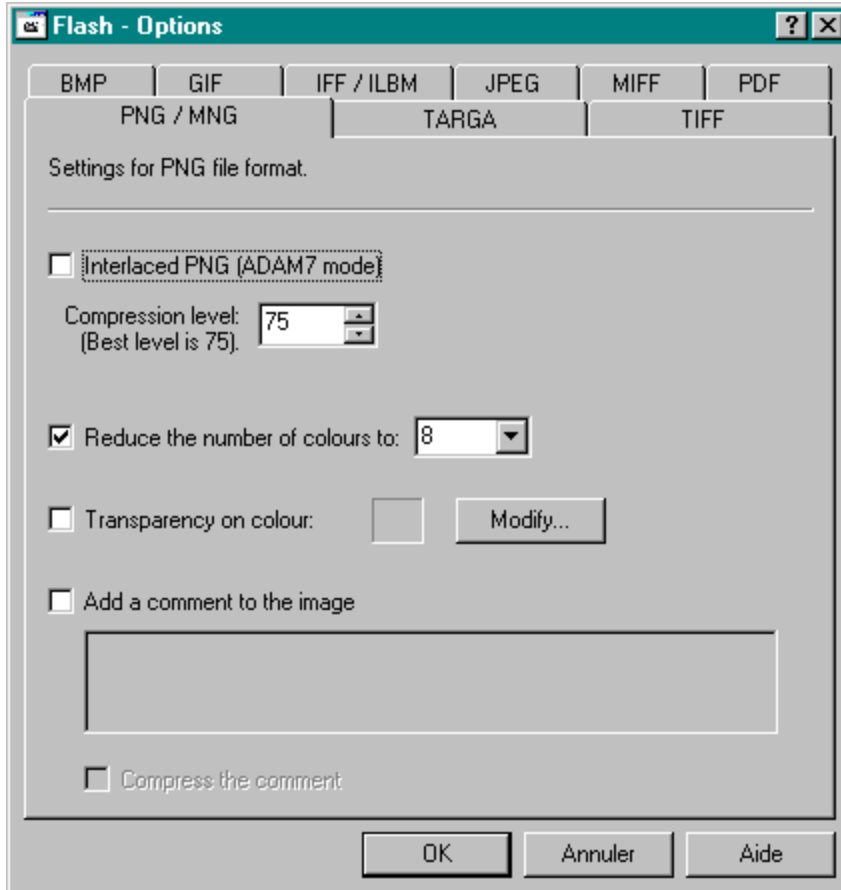 Flash - Options
BMP GIF IFF / ILBM JPEG MIFF PDF
PNG / MNG TARGA TIFF
Settings for PNG file format.
Interlaced PNG (ADAM7 mode)
Compression level: 75
(Best level is 75).
Reduce the number of colours to: 8
Transparency on colour: Modify...
Add a comment to the image
Compress the comment
OK Annuler Aide